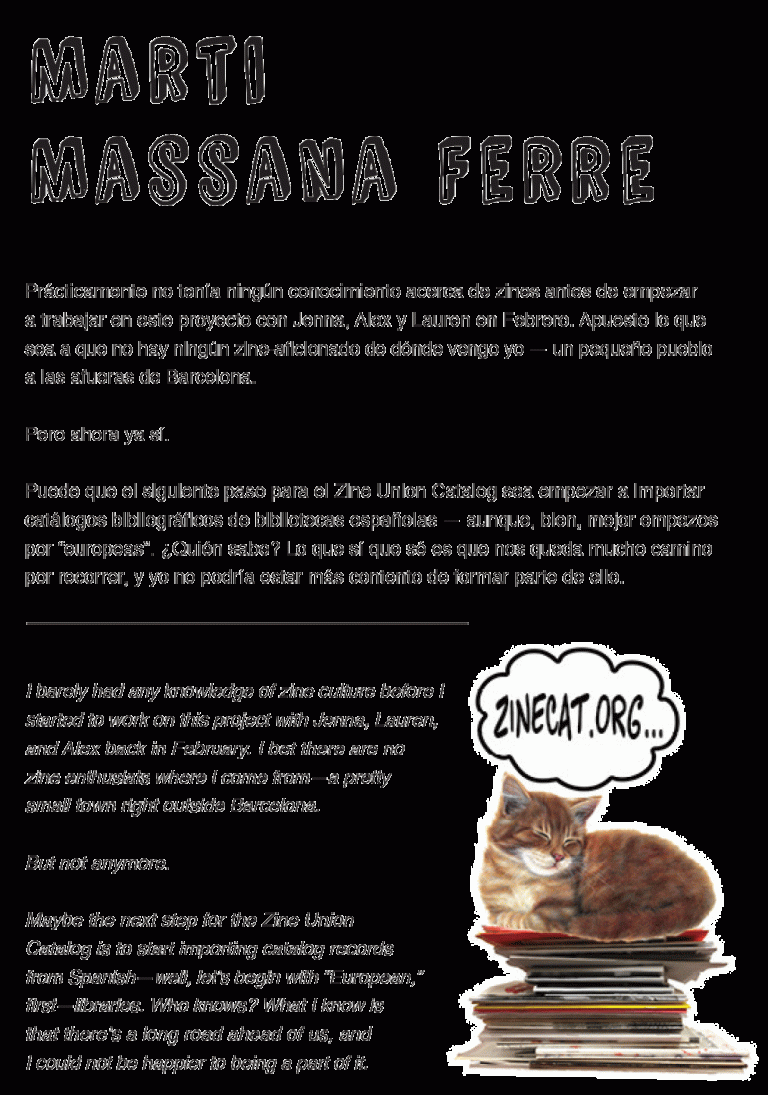 MARTI
MASSANA FERRE
Prácticamente no tenía ningún conocimiento acerca de zines antes de empezar
a trabajar en este proyecto con Jenna, Alex y Lauren en Febrero. Apuesto lo que
sea a que no hay ningún zine-aficionado de dónde vengo yo — un pequeño pueblo
a las afueras de Barcelona.
Pero ahora ya sí.
Puede que el siguiente paso para el Zine Union Catalog sea empezar a importar
catálogos bibliográficos de bibliotecas españolas — aunque, bien, mejor empezos
por "europeas". ¿Quién sabe? Lo que sí que sé es que nos queda mucho camino
por recorrer, y yo no podría estar más contento de formar parte de ello.
I barely had any knowledge of zine culture before I
started to work on this project with Jenna, Lauren,
and Alex back in February. I bet there are no
zine enthusiats where I come from—a pretty
small town right outside Barcelona.
But not anymore.
Maybe the next step for the Zine Union
Catalog is to start importing catalog records
from Spanish—well, let's begin with "European,"
first—libraries. Who knows? What I know is
that there's a long road ahead of us, and
I could not be happier to being a part of it.
ZINECAT.ORG...